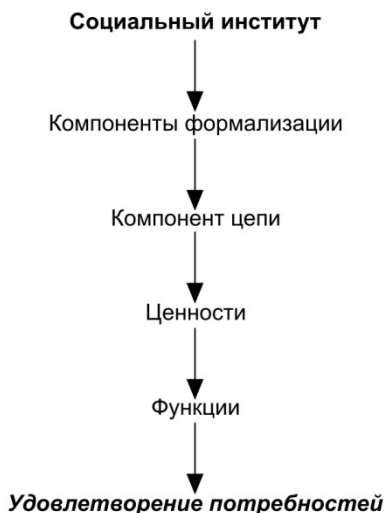 Социальный институт
Компоненты формализации
Компонент цепи
Ценности
Функции
Удовлетворение потребностей